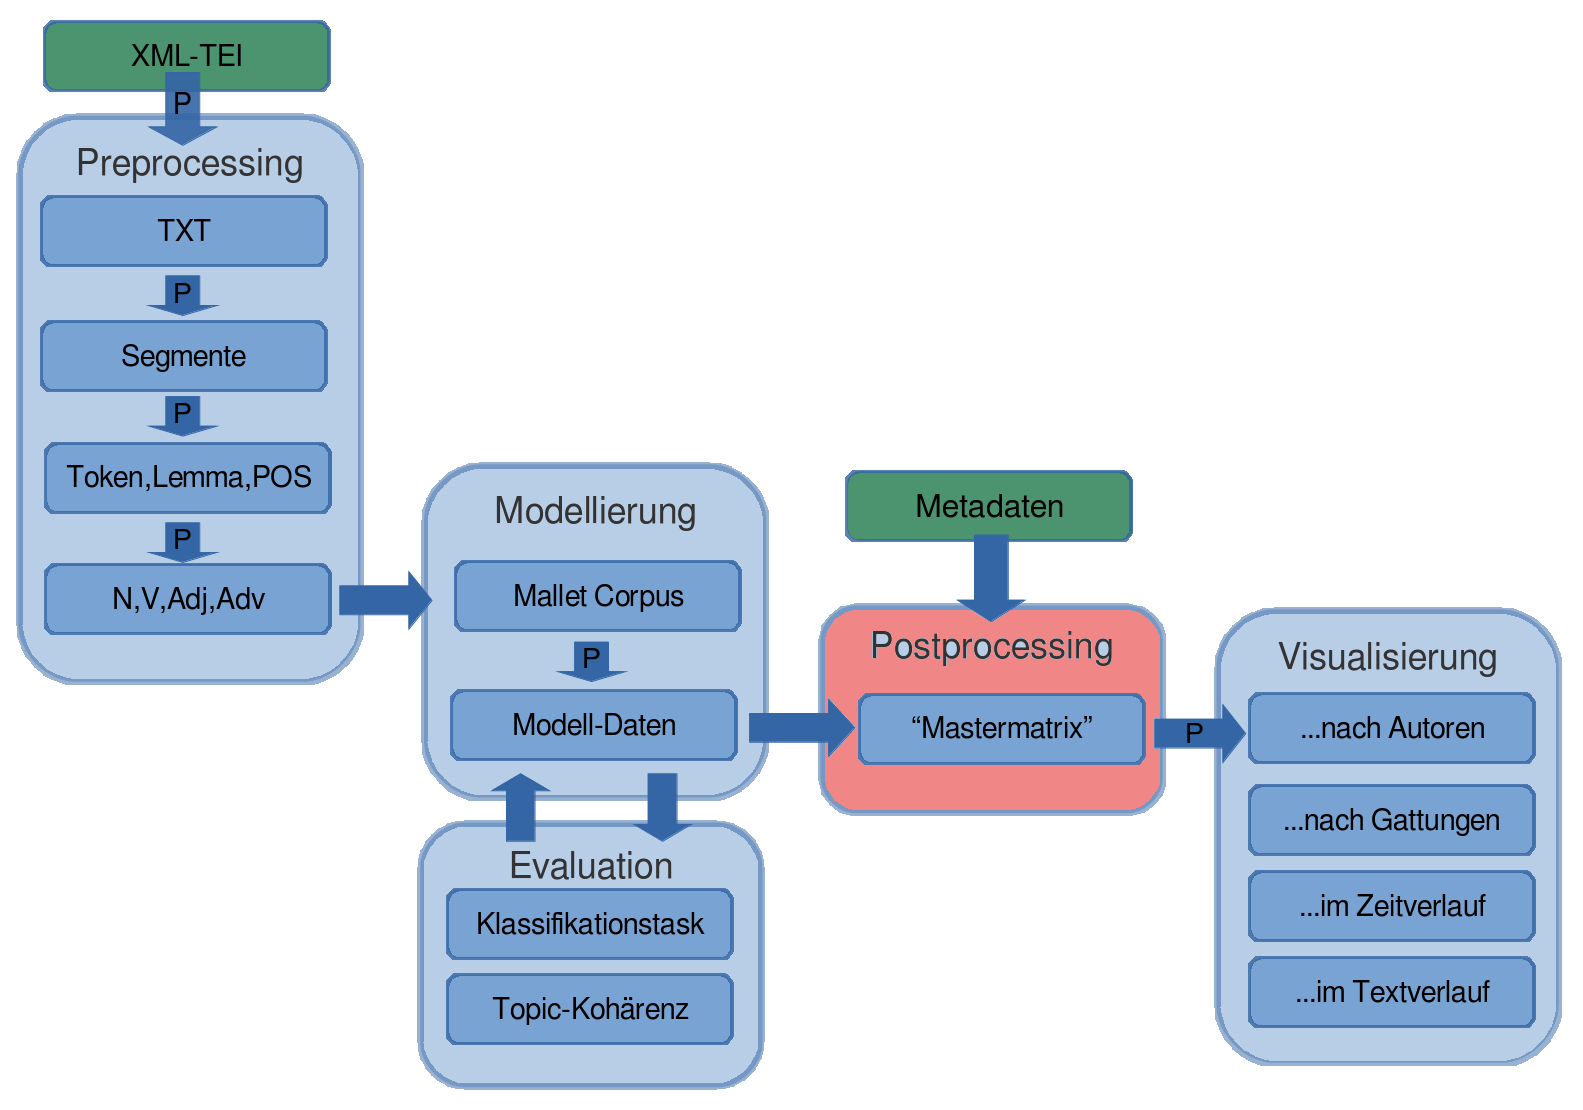 XML-TEI
P
Preprocessing
TXT
P
Segmente
P
Token,Lemma,POS
P
N,V,Adj,Adv
Modellierung
Mallet Corpus
P
Modell-Daten
Evaluation
Klassifikationstask
Topic-Kohärenz
Metadaten
Postprocessing
“Mastermatrix”
P
Visualisierung
...nach Autoren
...nach Gattungen
...im Zeitverlauf
...im Textverlauf